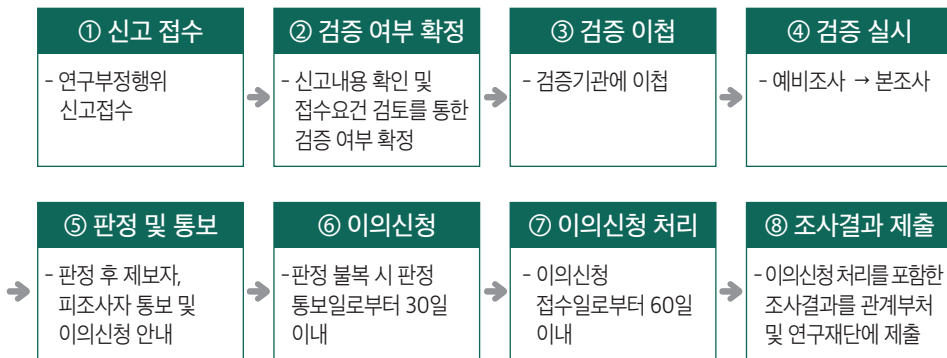 ① 신고 접수
- 연구부정행위
신고접수
② 검증 여부 확정
- 신고내용 확인 및
접수요건 검토를 통한
검증 여부 확정
③ 검증 이첩
- 검증기관에 이첩
④ 검증 실시
- 예비조사 → 본조사
⑤ 판정 및 통보
- 판정 후 제보자,
피조사자 통보 및
이의신청 안내
⑥ 이의신청
- 판정 불복 시 판정
통보일로부터 30일
이내
⑦ 이의신청 처리
- 이의신청
접수일로부터 60일
이내
⑧ 조사결과 제출
- 이의신청 처리를 포함한
조사결과를 관계부처
및 연구재단에 제출